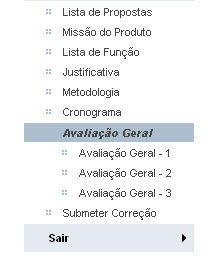 Lista de Propostas
Missão do Produto
Lista de Função
Justificativa
Metodologia
Cronograma
Avaliação Geral
Avaliação Geral - 1
Avaliação Geral - 2
Avaliação Geral - 3
Submeter Correção
Sair